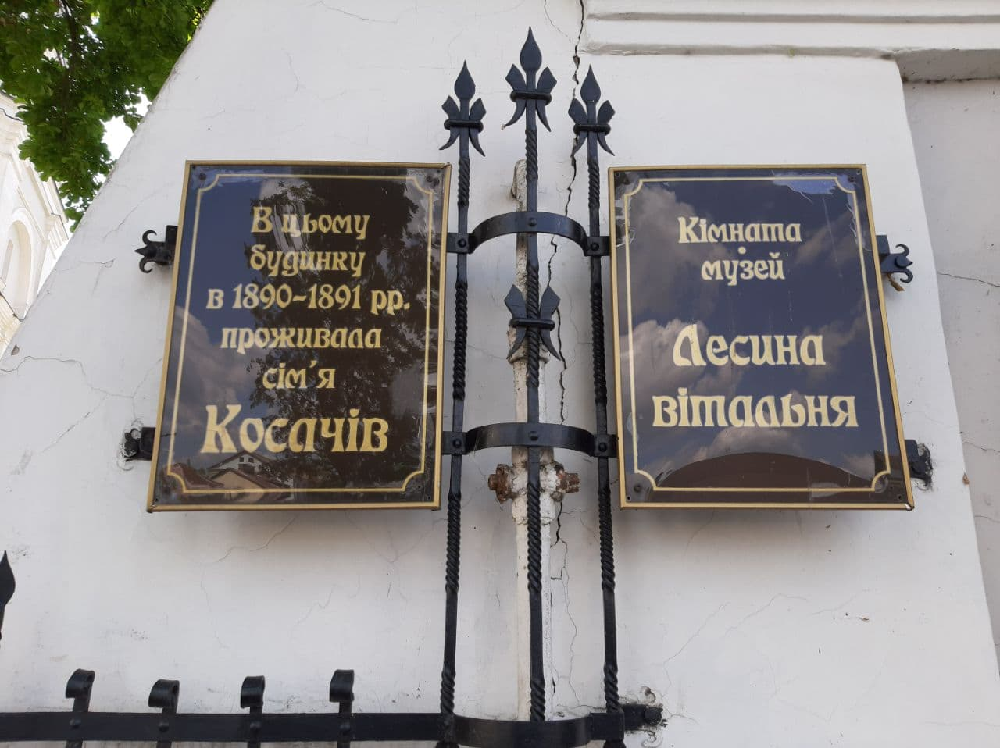 В цьому
будинку
в 1890-1891 рр.
проживала
сім'я
Косачів
Кімната
музей
Лесина
вітальня